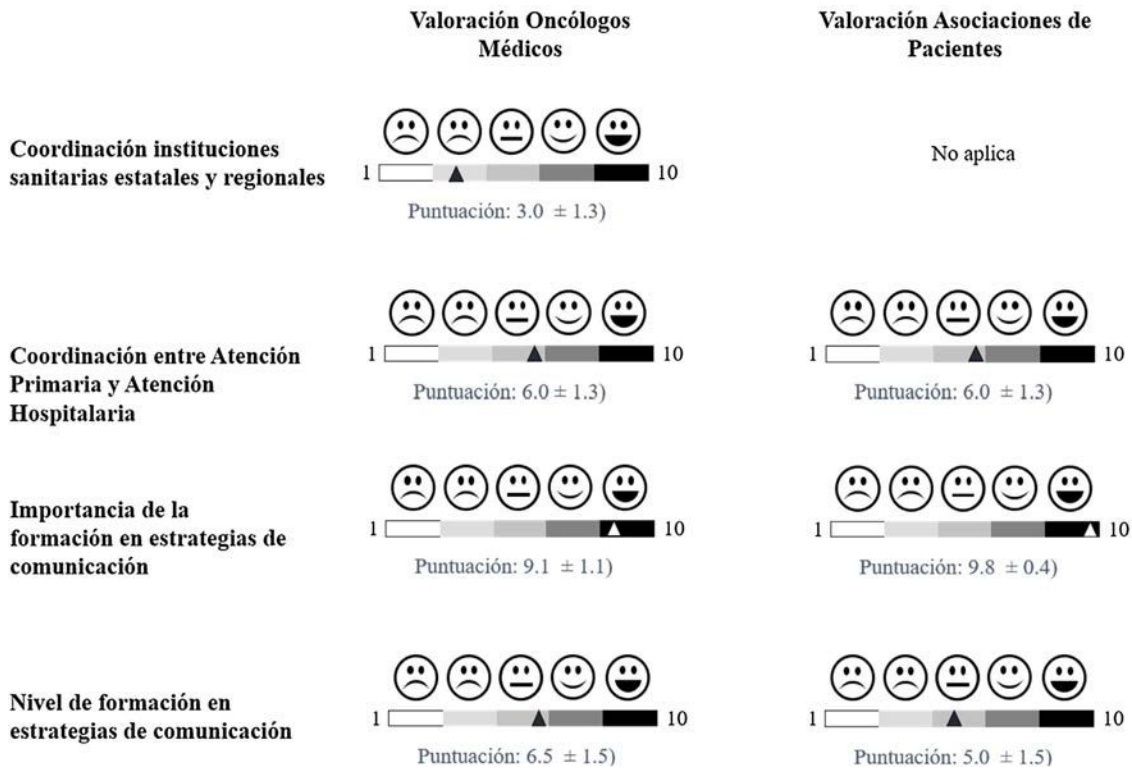 Valoración Oncólogos
Médicos
Valoración Asociaciones de
Pacientes
Coordinación instituciones
sanitarias estatales y regionales
1
10
Puntuación: 3.0 ± 1.3)
No aplica
Coordinación entre Atención
Primaria y Atención
Hospitalaria
1
10
Puntuación: 6.0 ± 1.3)
1
10
Puntuación: 6.0 ± 1.3)
Importancia de la
formación en estrategias de
comunicación
1
10
Puntuación: 9.1 ± 1.1)
1
10
Puntuación: 9.8 ± 0.4)
Nivel de formación en
estrategias de comunicación
1
10
Puntuación: 6.5 ± 1.5)
1
10
Puntuación: 5.0 ± 1.5)